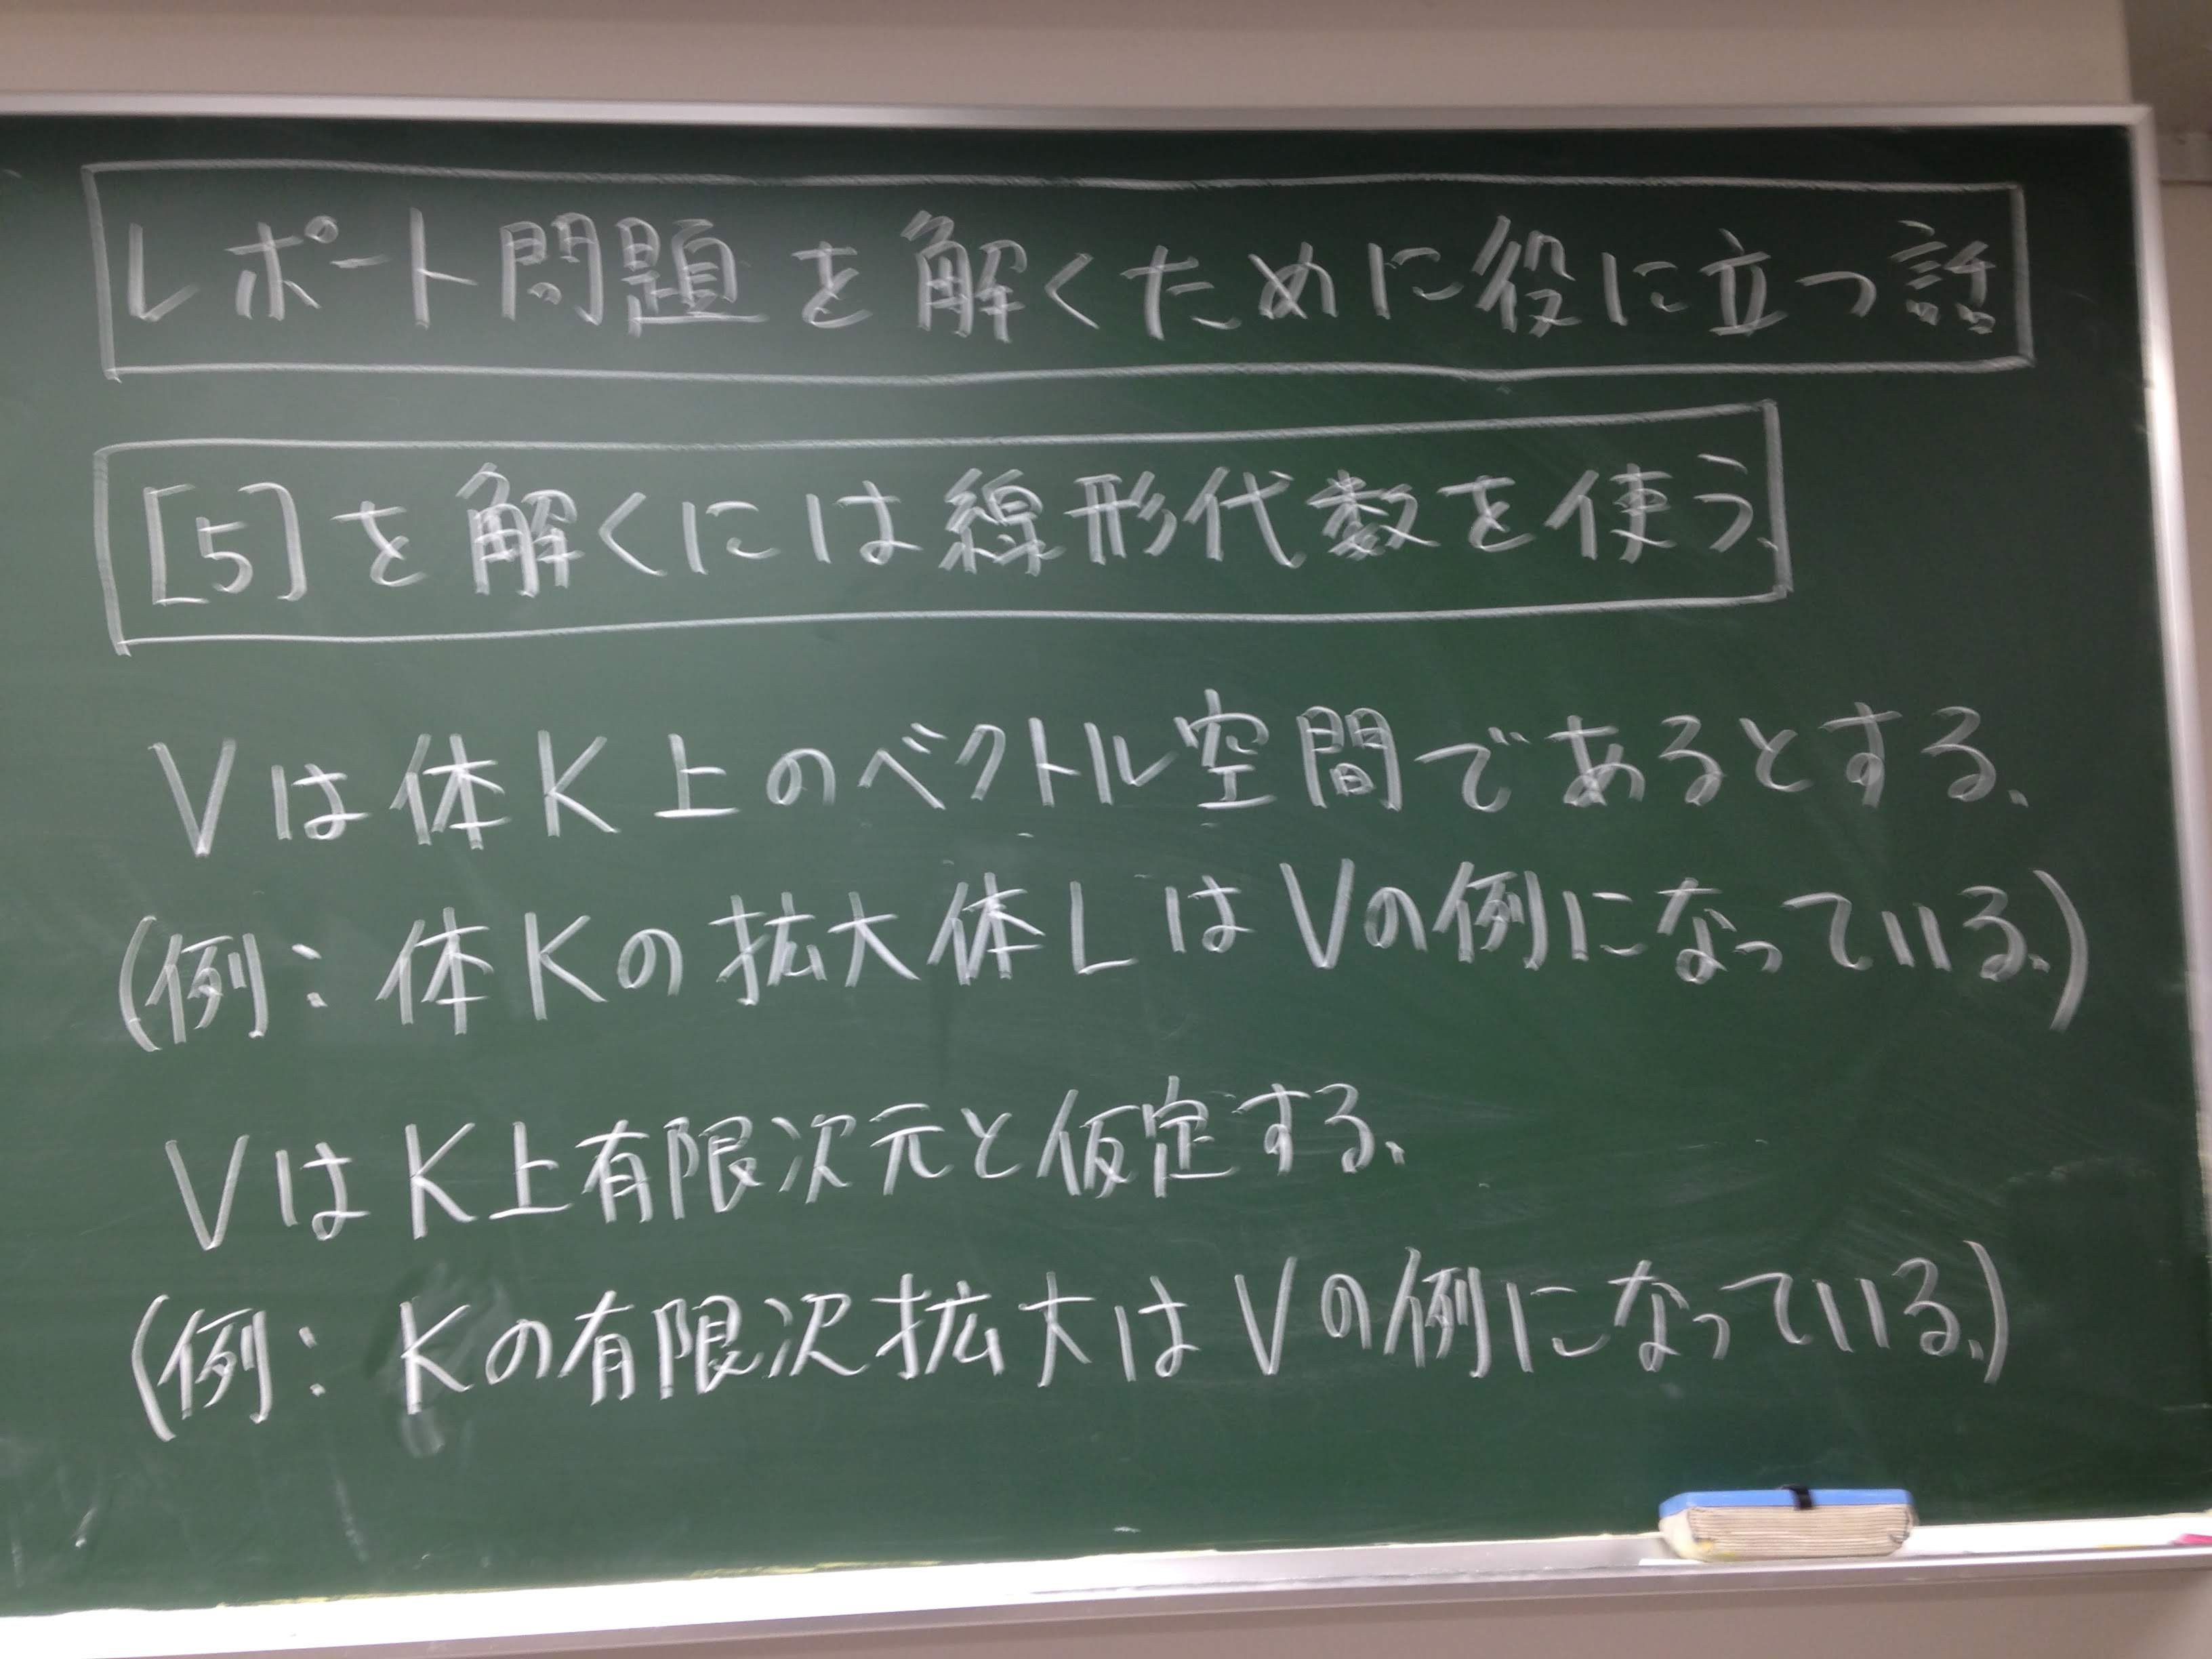 レポート問題を解くために役に立つ話
[5]を解くには線形代数を使う、
Vは体K上のベクトル空間であるとする、
(例: 体Kの拡大体LはVの例になっている、)
VはK上有限次元と仮定する、
(例: Kの有限次拡大はVの例になっている、)